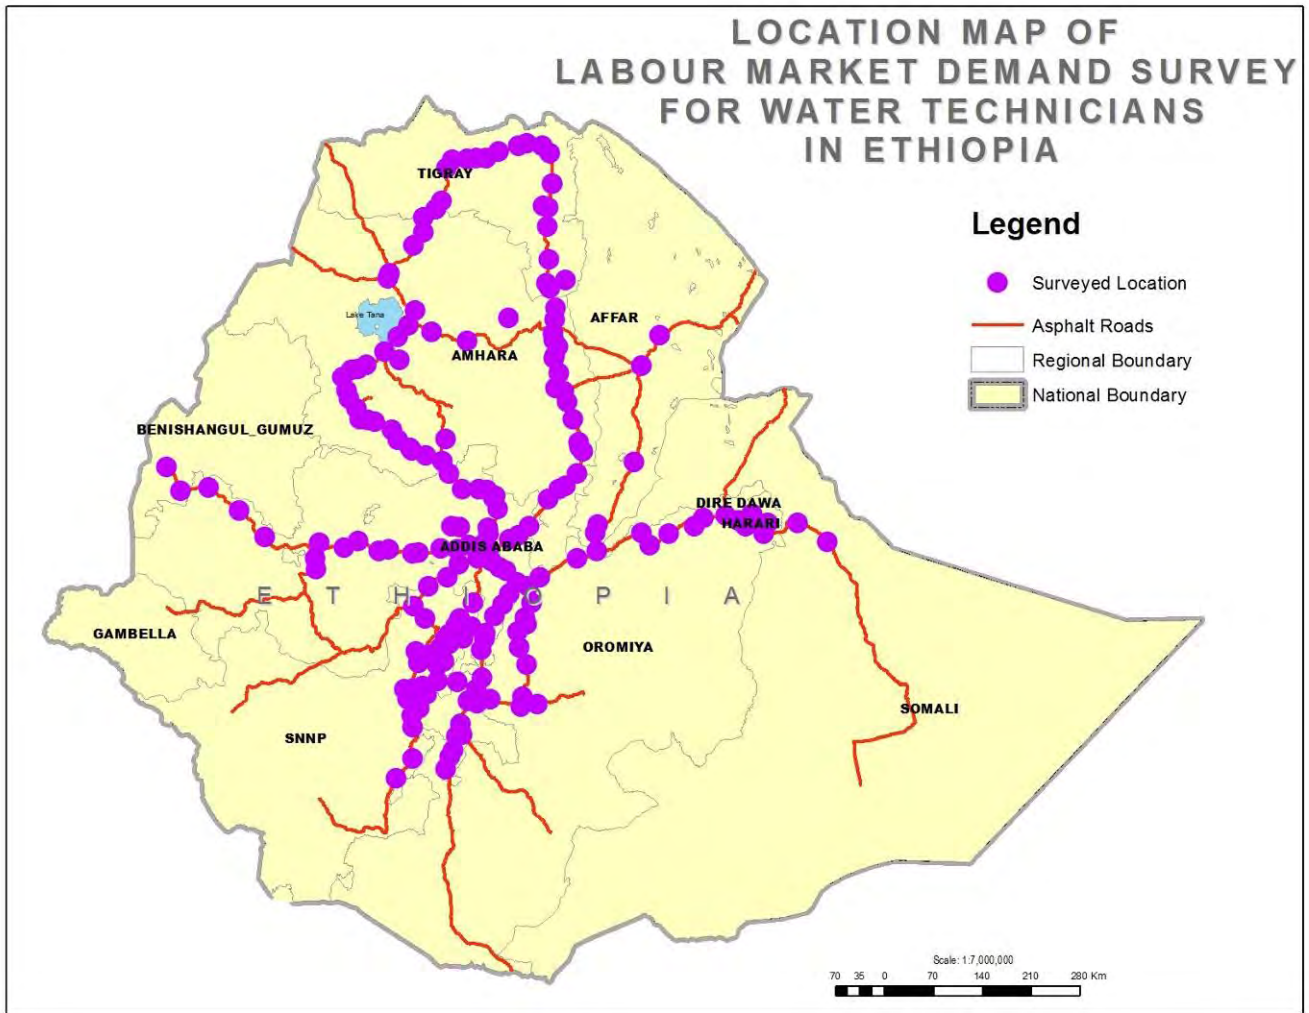 LOCATION MAP OF
LABOUR MARKET DEMAND SURVEY
FOR WATER TECHNICIANS
IN ETHIOPIA
Legend
Surveyed Location
Asphalt Roads
Regional Boundary
National Boundary
TIGRAY
Lake Tana
AFFAR
AMHARA
BENISHANGUL_GUMUZ
DIRE DAWA
HARARI
ADDIS ABABA
E T H I O P I A
GAMBELLA
OROMIYA
SOMALI
SNNP
Scale: 1:7,000,000
70 35 0 70 140 210 280 Km